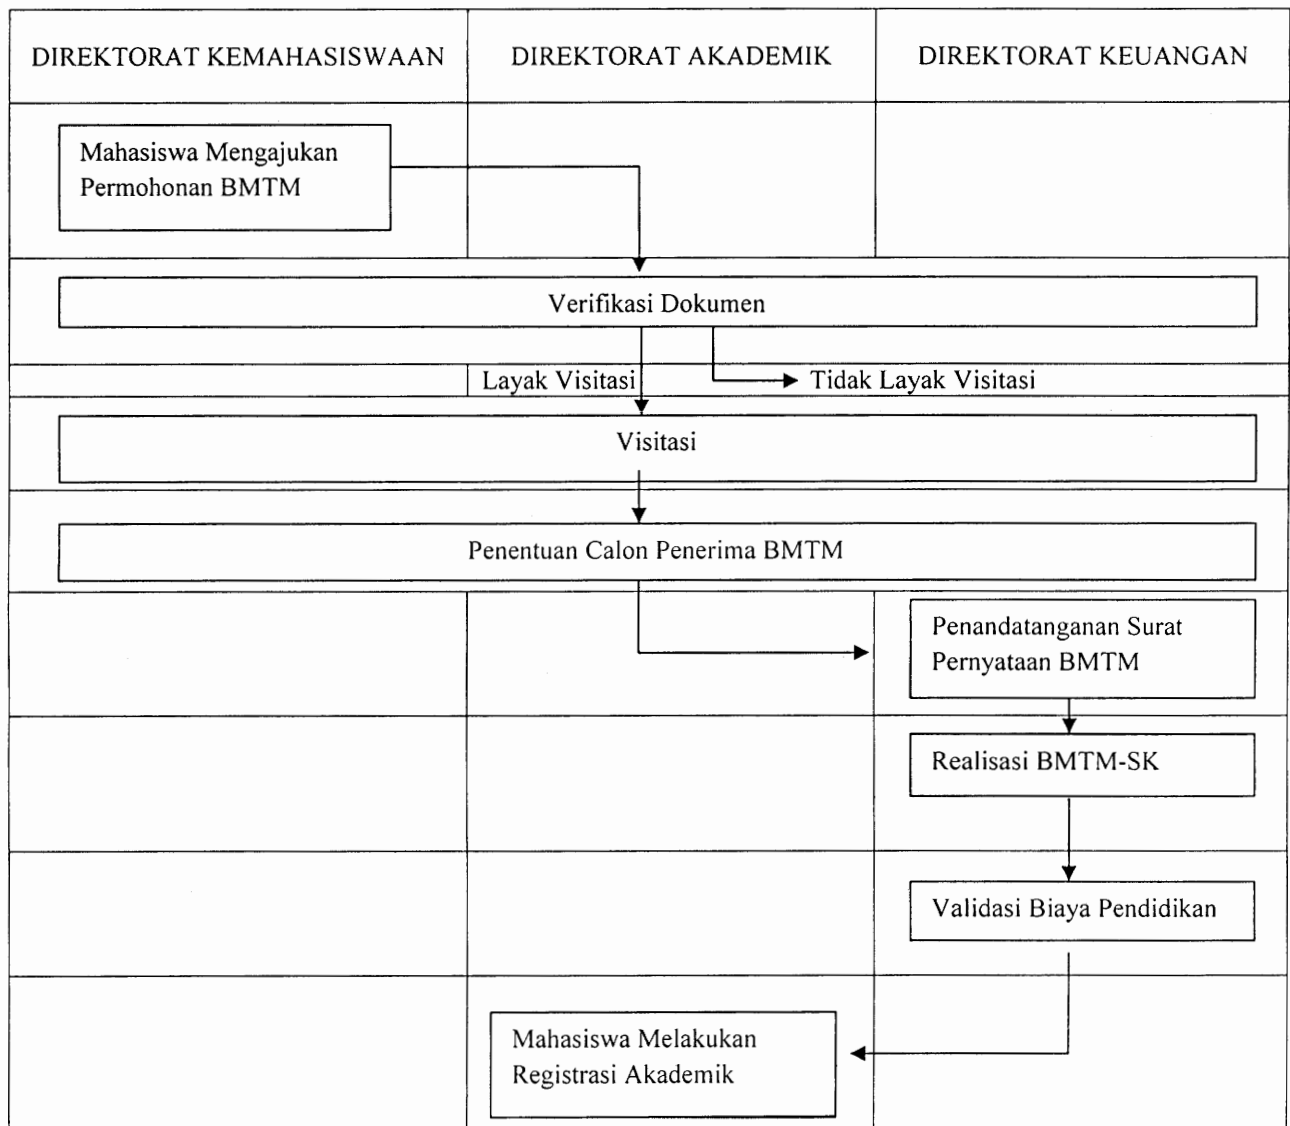 DIREKTORAT KEMAHASISWAAN
DIREKTORAT AKADEMIK
DIREKTORAT KEUANGAN
Mahasiswa Mengajukan
Permohonan BMTM
Verifikasi Dokumen
Layak Visitasi
Tidak Layak Visitasi
Visitasi
Penentuan Calon Penerima BMTM
Penandatanganan Surat
Pernyataan BMTM
Realisasi BMTM-SK
Validasi Biaya Pendidikan
Mahasiswa Melakukan
Registrasi Akademik